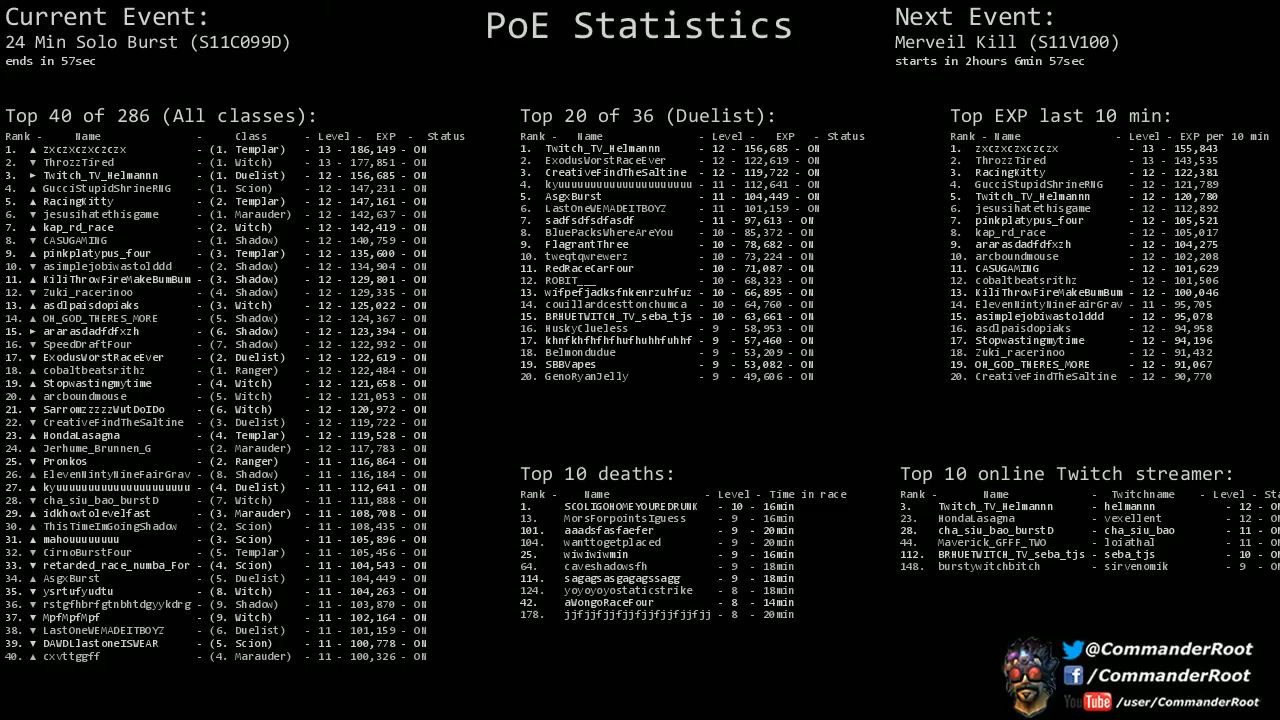 Current Event:
24 Min Solo Burst (S11C099D)
ends in 57sec
PoE Statistics
Next Event:
Merveil Kill (S11V100)
starts in 2hours 6min 57sec
Top 40 of 286 (All classes):
Rank - Name - Class - Level - EXP - Status
1. ▲ zxczxczxczczx - (1. Templar) - 13 - 186,149 - ON
2. ▼ ThrozzTired - (1. Witch) - 13 - 177,851 - ON
3. ► Twitch_TV_Helmannn - (1. Duelist) - 12 - 156,685 - ON
4. ▲ GucciStupidShrineRNG - (1. Scion) - 12 - 147,231 - ON
5. ▲ RacingKitty - (2. Templar) - 12 - 147,161 - ON
6. ▼ jesusihatethisgame - (1. Marauder) - 12 - 142,637 - ON
7. ▲ kap_rd_race - (2. Witch) - 12 - 142,419 - ON
8. ▼ CASUGAMING - (1. Shadow) - 12 - 140,759 - ON
9. ▲ pinkplatypus_four - (3. Templar) - 12 - 135,600 - ON
10. ▼ asimplejobiwastolddd - (2. Shadow) - 12 - 134,904 - ON
11. ▲ KiliThrowFireMakeBumBum - (3. Shadow) - 12 - 129,801 - ON
12. ▼ Zuki_racerinoo - (4. Shadow) - 12 - 129,335 - ON
13. ▲ asdlpaisdopiaks - (3. Witch) - 12 - 125,022 - ON
14. ▲ OH_GOD_THERES_MORE - (5. Shadow) - 12 - 124,367 - ON
15. ► ararasdadfdfxzh - (6. Shadow) - 12 - 123,394 - ON
16. ▼ SpeedDraftFour - (7. Shadow) - 12 - 122,932 - ON
17. ▼ ExodusWorstRaceEver - (2. Duelist) - 12 - 122,619 - ON
18. ▲ cobaltbeatsrithz - (1. Ranger) - 12 - 122,484 - ON
19. ▲ Stopwastingmytime - (4. Witch) - 12 - 121,658 - ON
20. ▲ arcboundmouse - (5. Witch) - 12 - 121,053 - ON
21. ▼ SarromzzzzzWutDoIDo - (6. Witch) - 12 - 120,972 - ON
22. ▼ CreativeFindTheSaltine - (3. Duelist) - 12 - 119,722 - ON
23. ▲ HondaLasagna - (4. Templar) - 12 - 119,528 - ON
24. ▲ Jerhume_Brunnen_G - (2. Marauder) - 12 - 117,783 - ON
25. ▼ Pronkos - (2. Ranger) - 11 - 116,864 - ON
26. ▲ ElevenNintyNineFairGrav - (8. Shadow) - 11 - 116,184 - ON
27. ▲ kyuuuuuuuuuuuuuuuuuuuuu - (4. Duelist) - 11 - 112,641 - ON
28. ▼ cha_siu_bao_burstD - (7. Witch) - 11 - 111,888 - ON
29. ▲ idkhowtolevelfast - (3. Marauder) - 11 - 108,708 - ON
30. ▲ ThisTimeImGoingShadow - (2. Scion) - 11 - 108,435 - ON
31. ▲ mahouuuuuuuu - (3. Scion) - 11 - 105,896 - ON
32. ▼ CirnoBurstFour - (5. Templar) - 11 - 105,456 - ON
33. ▼ retarded_race_numba_For - (4. Scion) - 11 - 104,543 - ON
34. ▲ AsgxBurst - (5. Duelist) - 11 - 104,449 - ON
35. ▼ ysrtufyudtu - (8. Witch) - 11 - 104,263 - ON
36. ▼ rstgfhbrfgtnbhtdgyykdrg - (9. Shadow) - 11 - 103,870 - ON
37. ▼ MpfMpfMpf - (9. Witch) - 11 - 102,164 - ON
38. ▼ LastOneWEMADEITBOYZ - (6. Duelist) - 11 - 101,159 - ON
39. ▼ DAWDLlastoneISWEAR - (5. Scion) - 11 - 100,778 - ON
40. ▲ cxvttggff - (4. Marauder) - 11 - 100,326 - ON
Top 20 of 36 (Duelist):
Rank - Name - Level - EXP - Status
1. Twitch_TV_Helmannn - 12 - 156,685 - ON
2. ExodusWorstRaceEver - 12 - 122,619 - ON
3. CreativeFindTheSaltine - 12 - 119,722 - ON
4. kyuuuuuuuuuuuuuuuuuuuuu - 11 - 112,641 - ON
5. AsgxBurst - 11 - 104,449 - ON
6. LastOneWEMADEITBOYZ - 11 - 101,159 - ON
7. sadfsdfsdfasdf - 11 - 97,613 - ON
8. BluePacksWhereAreYou - 10 - 85,372 - ON
9. FlagrantThree - 10 - 78,682 - ON
10. tweqtqwrewerz - 10 - 73,224 - ON
11. RedRaceCarFour - 10 - 71,087 - ON
12. ROBIT___ - 10 - 68,323 - ON
13. wifpefjadksfnkenrzuhfuz - 10 - 66,895 - ON
14. couillardcesttonchumca - 10 - 64,760 - ON
15. BRHUETWITCH_TV_seba_tjs - 10 - 63,661 - ON
16. HuskyClueless - 9 - 58,953 - ON
17. khnfkhfhfhfhufhuhhfuhhf - 9 - 57,460 - ON
18. Belmondudue - 9 - 53,209 - ON
19. SBBVapes - 9 - 53,082 - ON
20. GenoRyanJelly - 9 - 49,606 - ON
Top EXP last 10 min:
Rank - Name - Level - EXP per 10 min
1. zxczxczxczczx - 13 - 155,843
2. ThrozzTired - 13 - 143,535
3. RacingKitty - 12 - 122,381
4. GucciStupidShrineRNG - 12 - 121,789
5. Twitch_TV_Helmannn - 12 - 120,780
6. jesusihatethisgame - 12 - 112,892
7. pinkplatypus_four - 12 - 105,521
8. kap_rd_race - 12 - 105,017
9. ararasdadfdfxzh - 12 - 104,275
10. arcboundmouse - 12 - 102,208
11. CASUGAMING - 12 - 101,629
12. cobaltbeatsrithz - 12 - 101,506
13. KiliThrowFireMakeBumBum - 12 - 100,046
14. ElevenNintyNineFairGrav - 11 - 95,705
15. asimplejobiwastolddd - 12 - 95,078
16. asdlpaisdopiaks - 12 - 94,958
17. Stopwastingmytime - 12 - 94,196
18. Zuki_racerinoo - 12 - 91,432
19. OH_GOD_THERES_MORE - 12 - 91,067
20. CreativeFindTheSaltine - 12 - 90,770
Top 10 deaths:
Rank - Name - Level - Time in race
1. SCOLIGOHOMEYOUREDRUNK - 10 - 16min
13. MorsForpointsIguess - 9 - 16min
101. aaadsfasfaefer - 9 - 20min
104. wanttogetplaced - 9 - 20min
25. wiwiwiwmin - 9 - 16min
64. caveshadowsfh - 9 - 18min
114. sagagsasgagagssagg - 9 - 18min
124. yoyoyoyostaticstrike - 8 - 18min
42. aWongoRaceFour - 8 - 14min
178. jjfjjfjjfjjfjjfjjfjjfjj - 8 - 20min
Top 10 online Twitch streamer:
Rank - Name - Twitchname - Level - Sta
3. Twitch_TV_Helmannn - helmannn - 12 - ON
23. HondaLasagna - vexellent - 12 - ON
28. cha_siu_bao_burstD - cha_siu_bao - 11 - ON
44. Maverick_GFFF_TWO - loiathal - 11 - ON
112. BRHUETWITCH_TV_seba_tjs - seba_tjs - 10 - ON
148. burstywitchbitch - sirvenomik - 9 - ON
@CommanderRoot
/CommanderRoot
YouTube /user/CommanderRoot